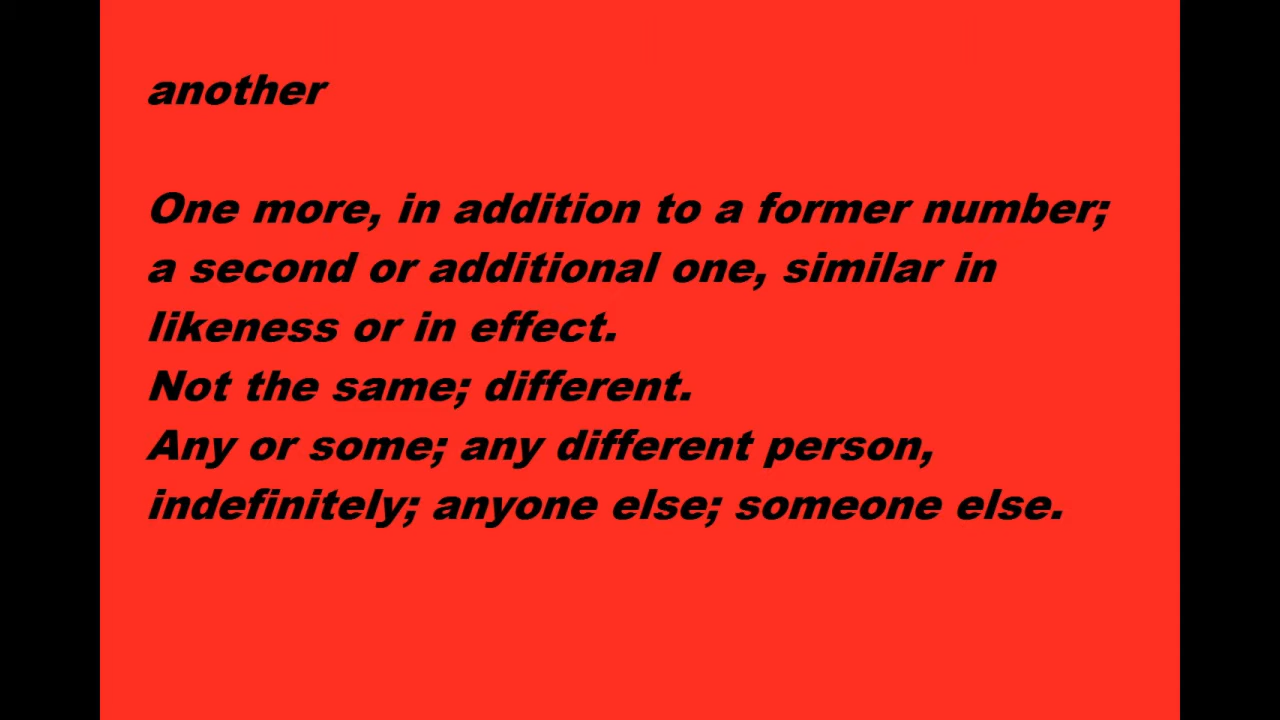 another
One more, in addition to a former number;
a second or additional one, similar in
likeness or in effect.
Not the same; different.
Any or some; any different person,
indefinitely; anyone else; someone else.